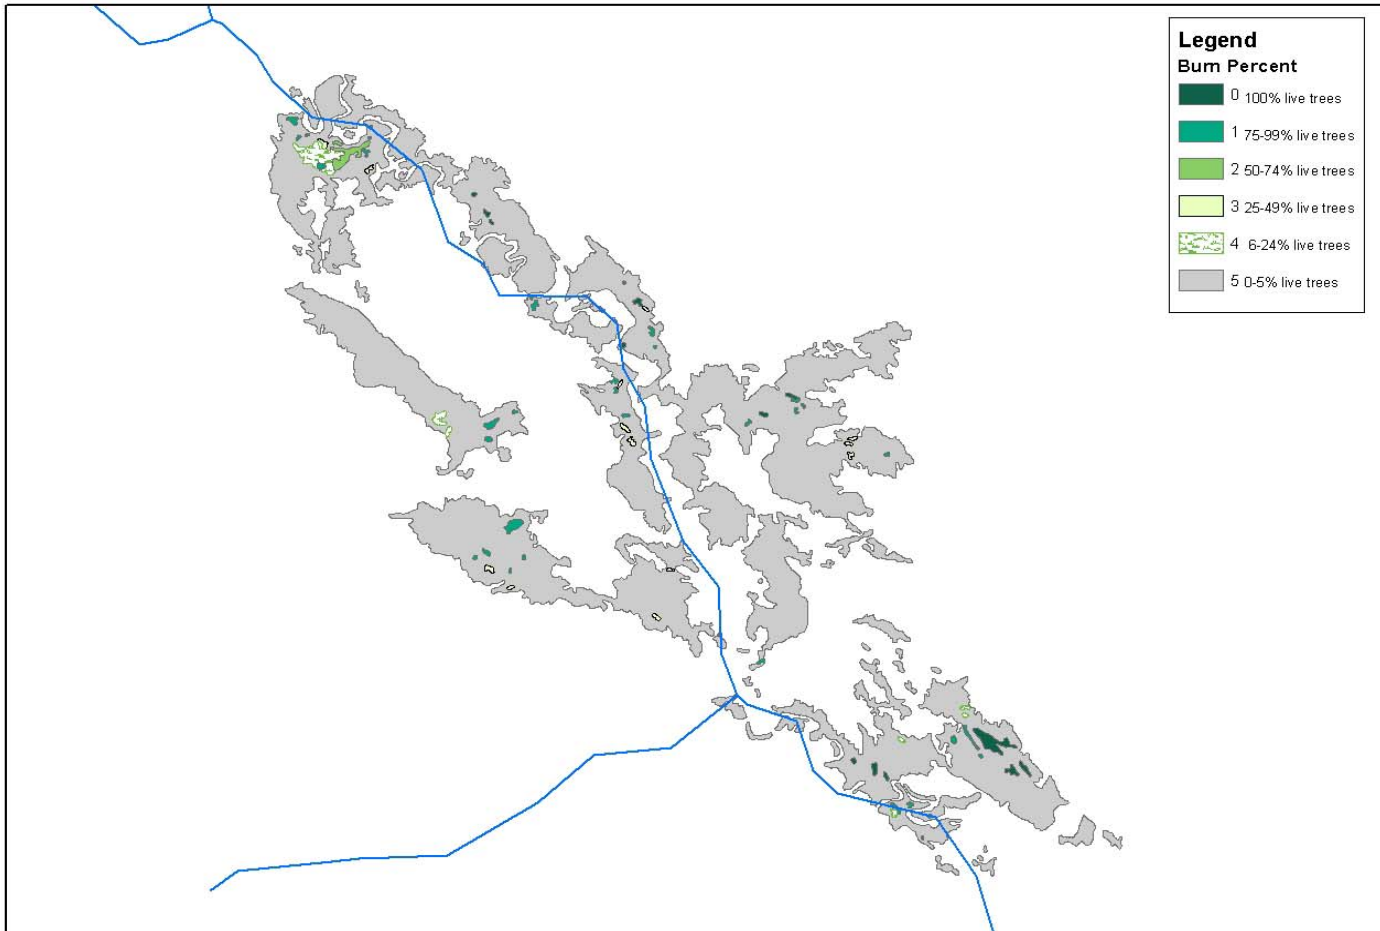 Legend
Burn Percent
0 100% live trees
1 75-99% live trees
2 50-74% live trees
3 25-49% live trees
4 6-24% live trees
5 0-5% live trees